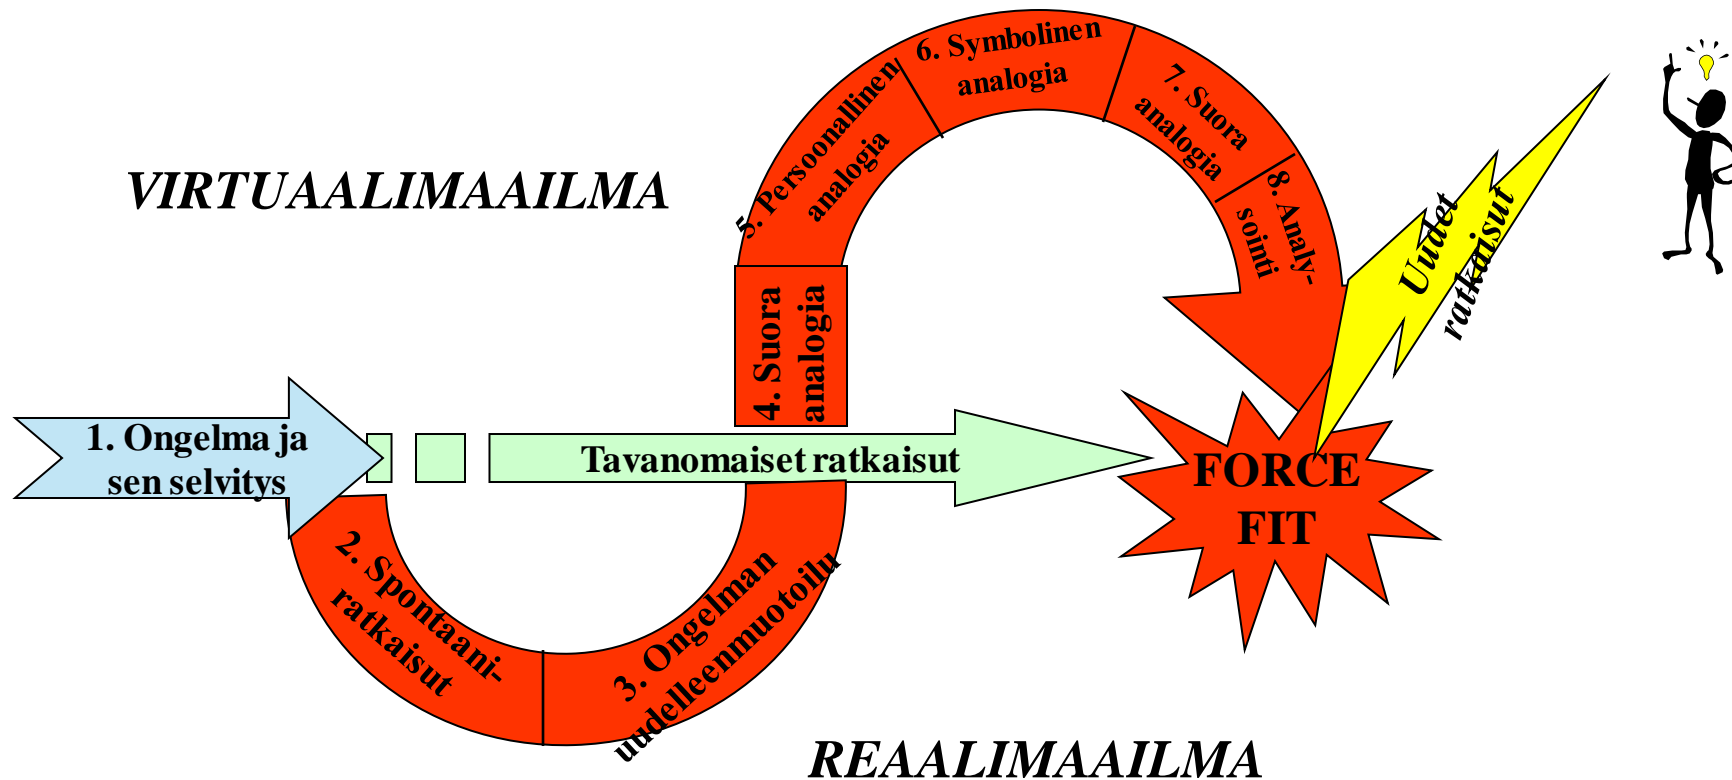 VIRTUAALIMAAILMA
1. Ongelma ja
sen selvitys
2. Spontaani-
ratkaisut
3. Ongelman
uudelleenmuotoilu
4. Suora
analogia
5. Persoonallinen
analogia
6. Symbolinen
analogia
7. Suora
analogia
8. Analy-
sointi
Tavanomaiset ratkaisut
FORCE
FIT
Uudet
ratkaisut
REAALIMAAILMA